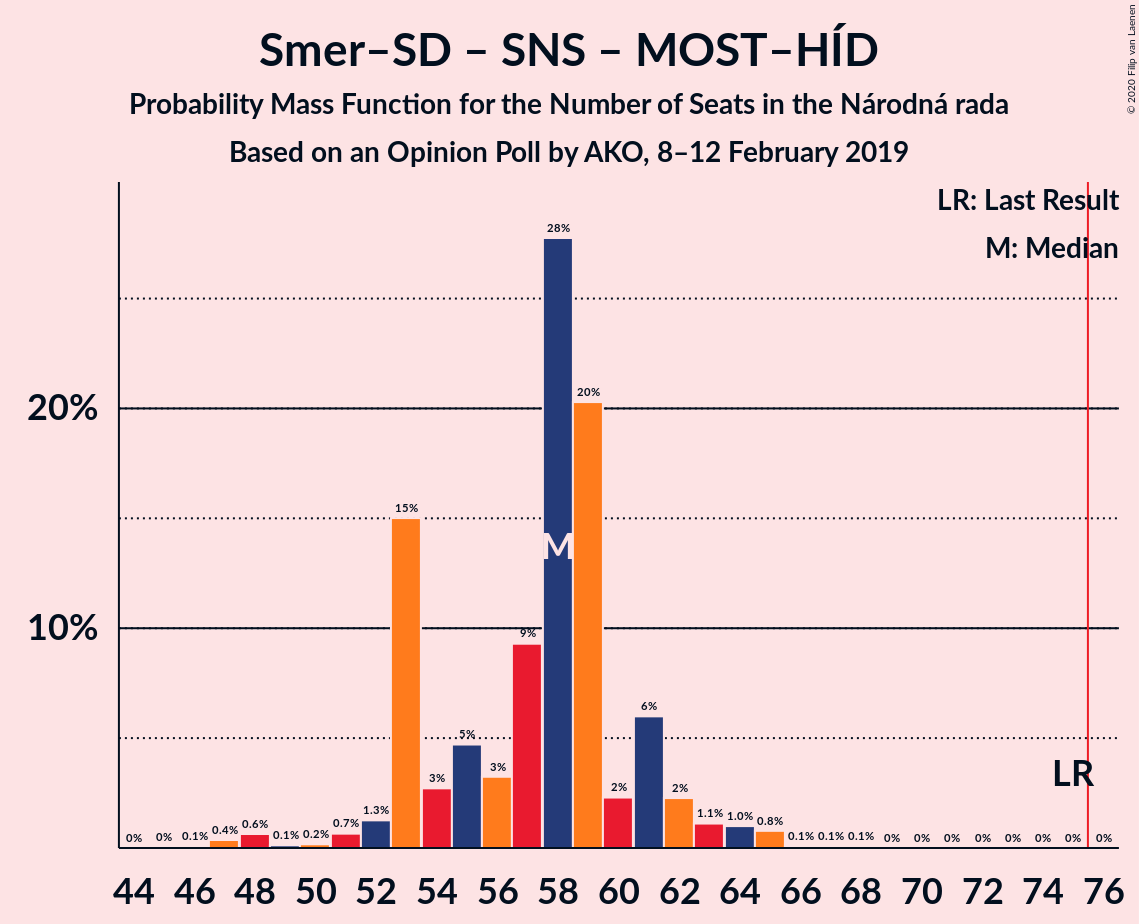 Smer–SD – SNS – MOST–HÍD
Probability Mass Function for the Number of Seats in the Národná rada
Based on an Opinion Poll by AKO, 8–12 February 2019
© 2020 Filip van Laenen
LR: Last Result
M: Median
28%
20%
20%
15%
M
10%
9%
6%
5%
LR
3%
3%
2%
2%
0% 0% 0.1% 0.4% 0.6% 0.1% 0.2% 0.7% 1.3% 1.1% 1.0% 0.8% 0.1% 0.1% 0.1% 0% 0% 0% 0% 0% 0% 0% 0%
44 46 48 50 52 54 56 58 60 62 64 66 68 70 72 74 76